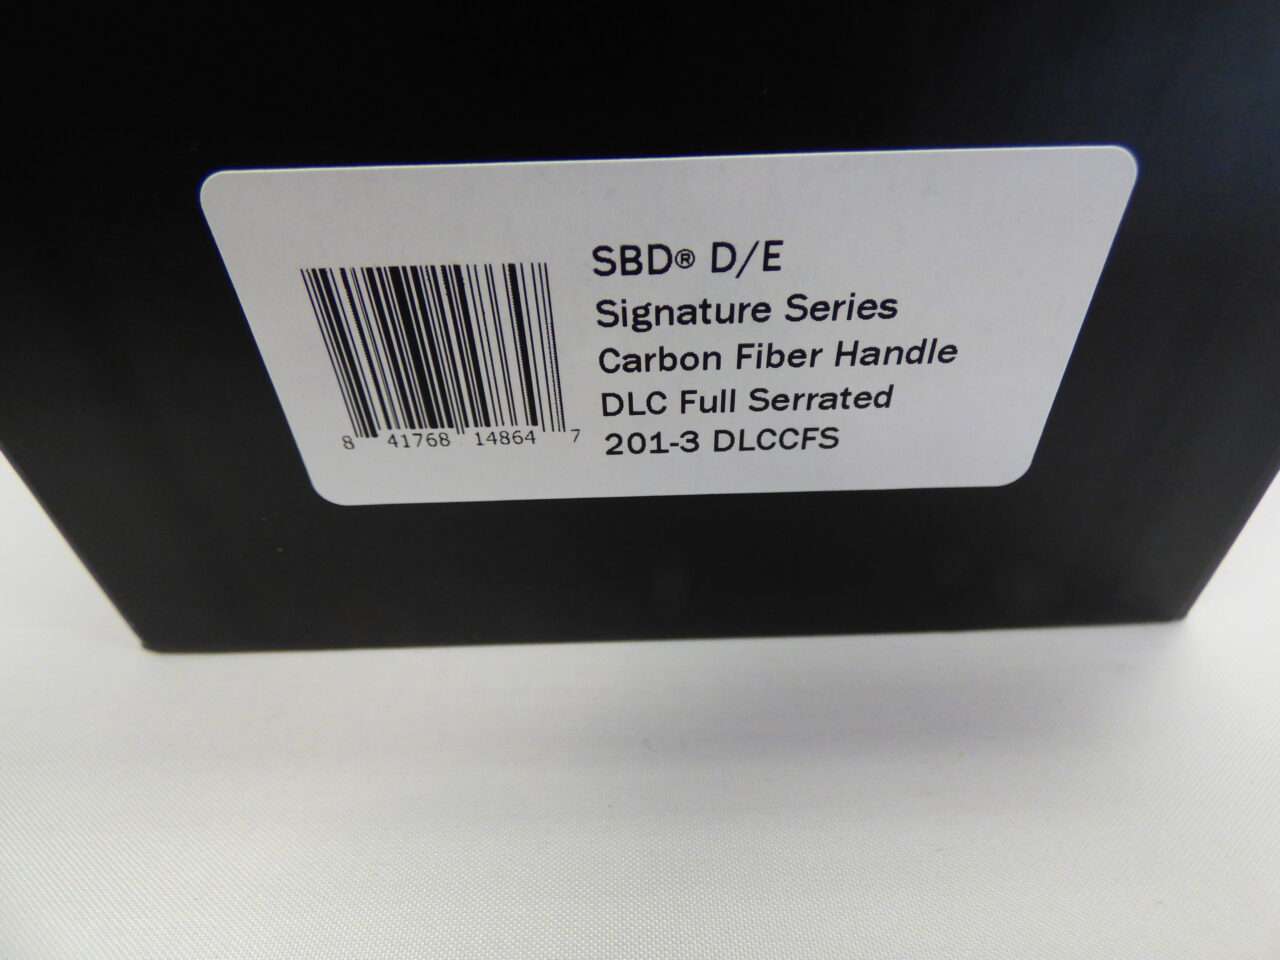 SBD® D/E
Signature Series
Carbon Fiber Handle
DLC Full Serrated
201-3 DLCCFS
8 41768 14864 7